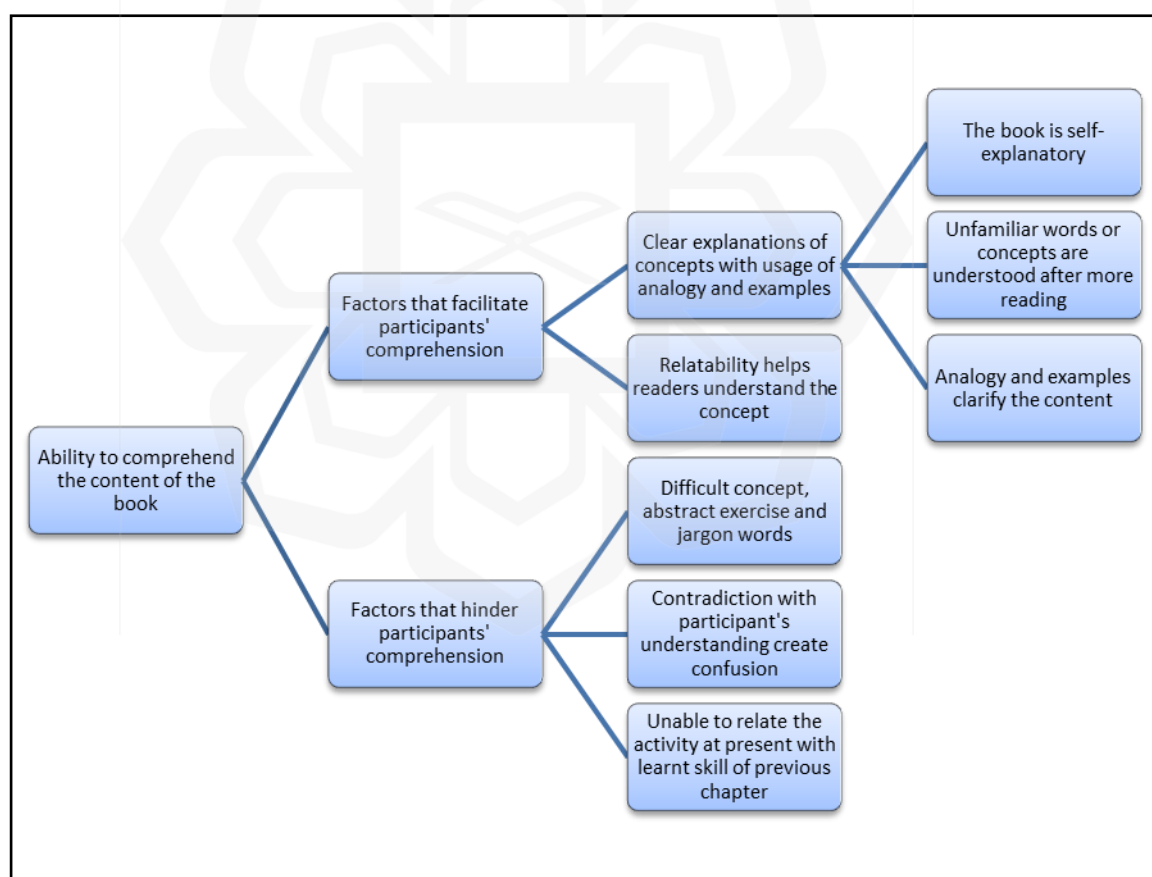 Ability to comprehend
the content of the
book
Factors that facilitate
participants'
comprehension
Clear explanations of
concepts with usage of
analogy and examples
The book is self-
explanatory
Unfamiliar words or
concepts are
understood after more
reading
Analogy and examples
clarify the content
Relatability helps
readers understand the
concept
Factors that hinder
participants'
comprehension
Difficult concept,
abstract exercise and
jargon words
Contradiction with
participant's
understanding create
confusion
Unable to relate the
activity at present with
learnt skill of previous
chapter